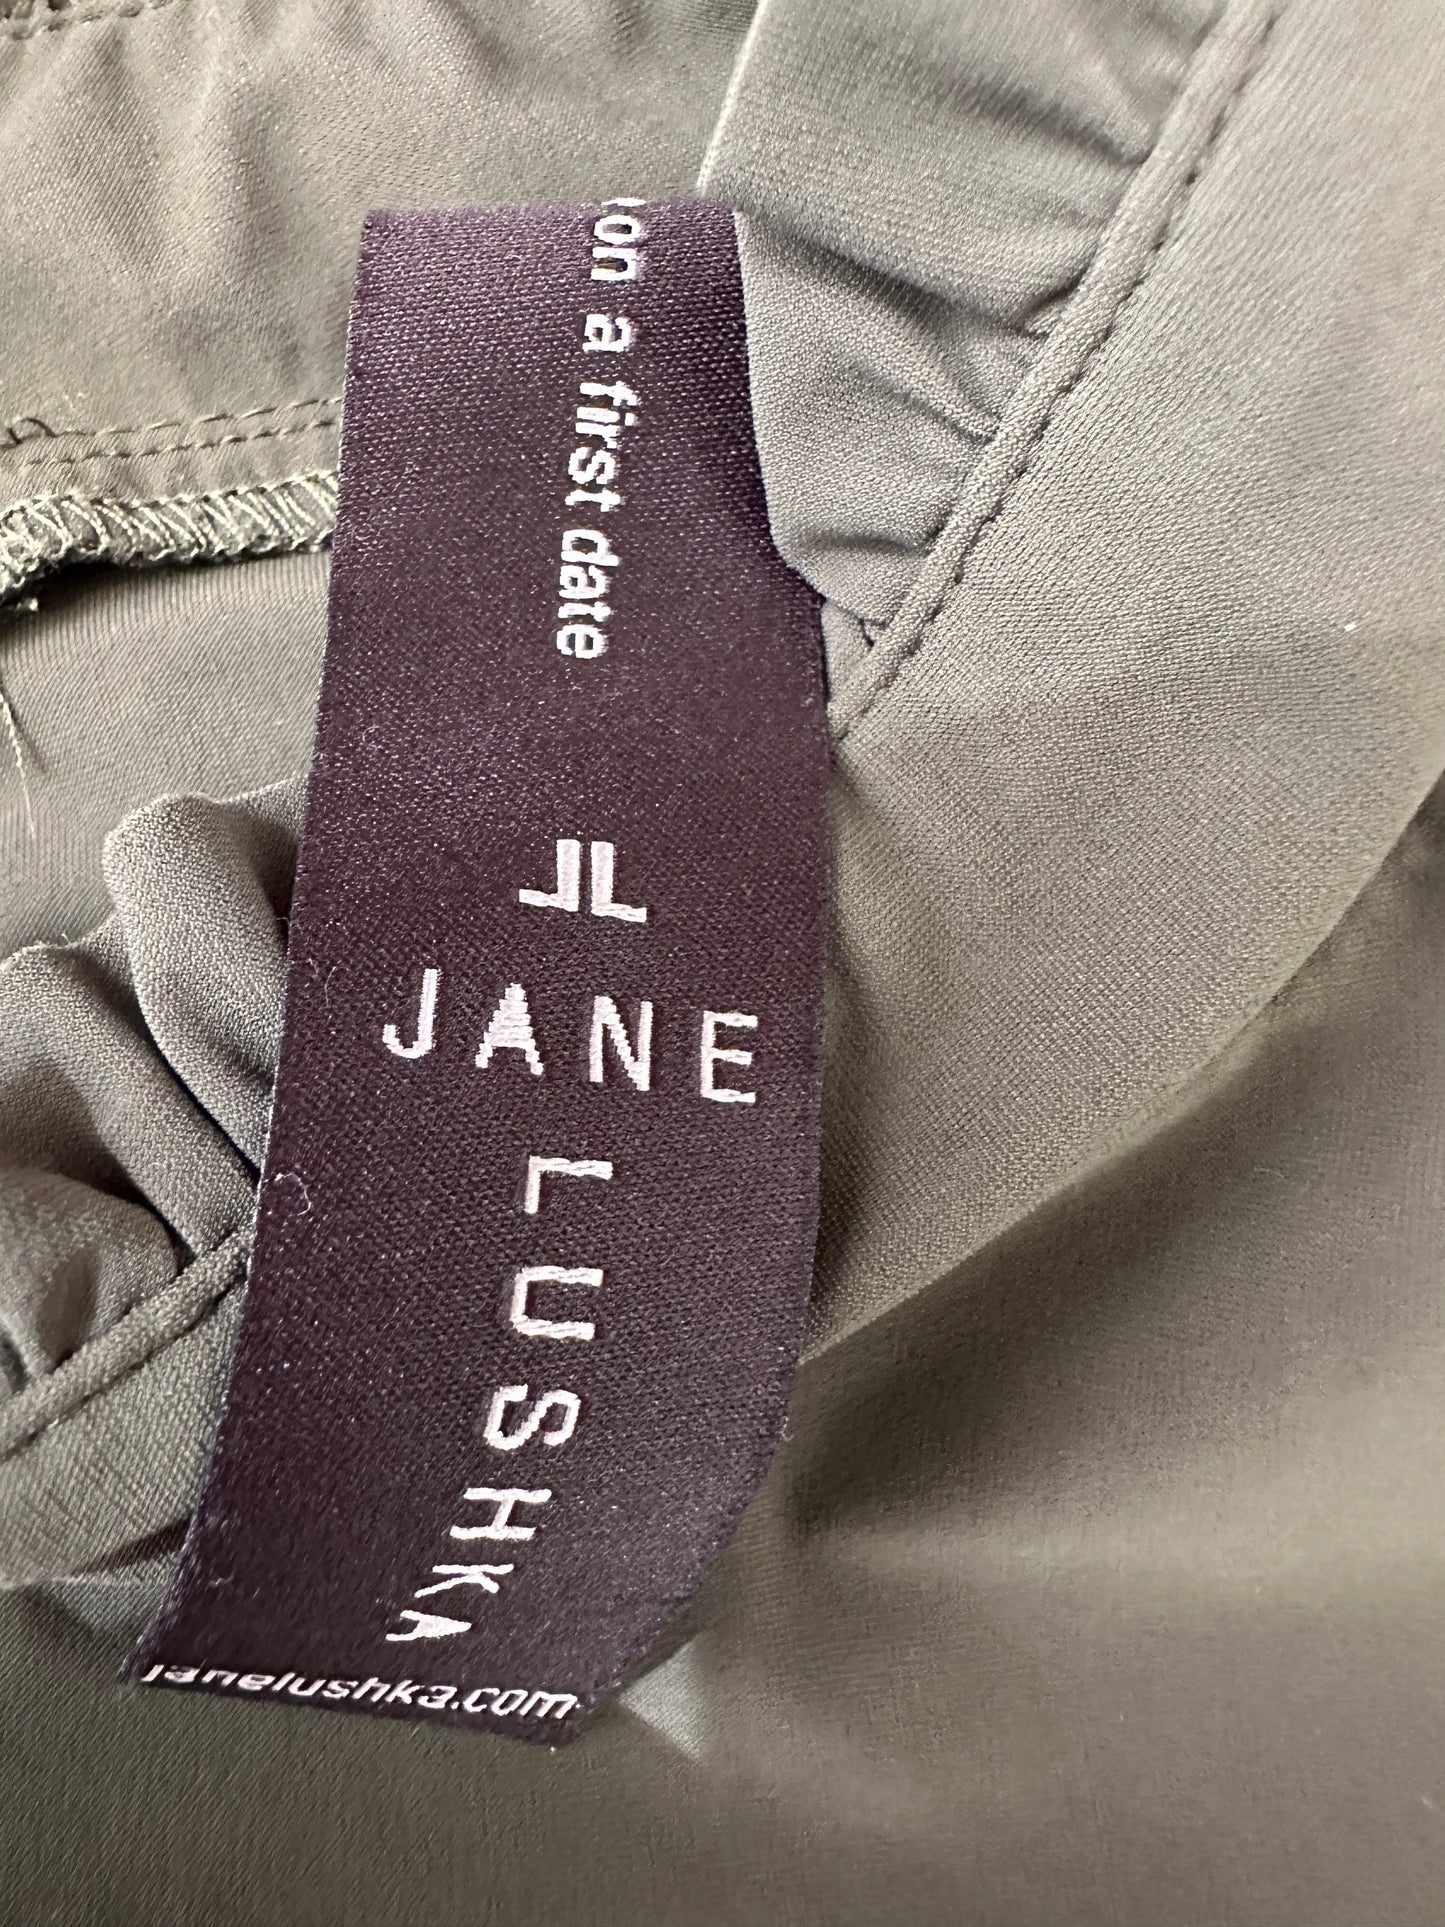 on a first date
JL
JANE
LUSHKA
janelushka.com